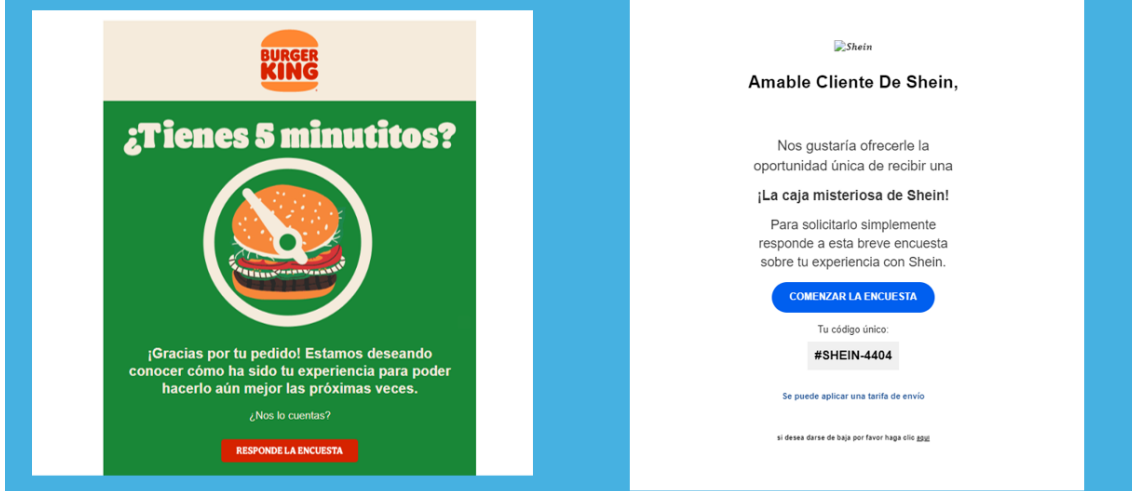 BURGER
KING
¿Tienes 5 minutitos?
¡Gracias por tu pedido! Estamos deseando
conocer cómo ha sido tu experiencia para poder
hacerlo aún mejor las próximas veces.
¿Nos lo cuentas?
RESPONDE LA ENCUESTA
Shein
Amable Cliente De Shein,
Nos gustaría ofrecerle la
oportunidad única de recibir una
¡La caja misteriosa de Shein!
Para solicitarlo simplemente
responde a esta breve encuesta
sobre tu experiencia con Shein.
COMENZAR LA ENCUESTA
Tu código único:
#SHEIN-4404
Se puede aplicar una tarifa de envío
si desea darse de baja por favor haga clic aquí